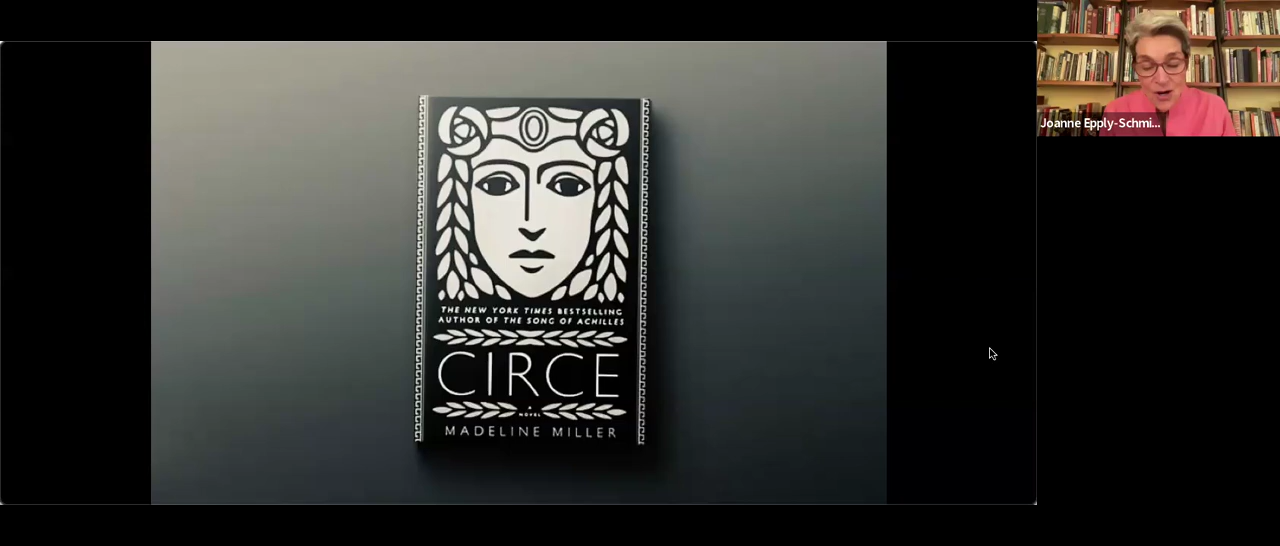 Joanne Epply-Schmi...
THE NEW YORK TIMES BESTSELLING
AUTHOR OF THE SONG OF ACHILLES
CIRCE
A
NOVEL
MADELINE MILLER